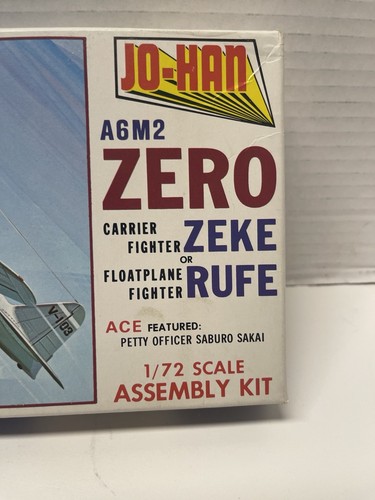 JO-HAN
A6M2
ZERO
CARRIER
FIGHTER ZEKE
OR
FLOATPLANE
FIGHTER RUFE
ACE FEATURED:
PETTY OFFICER SABURO SAKAI
1/72 SCALE
ASSEMBLY KIT
V-103